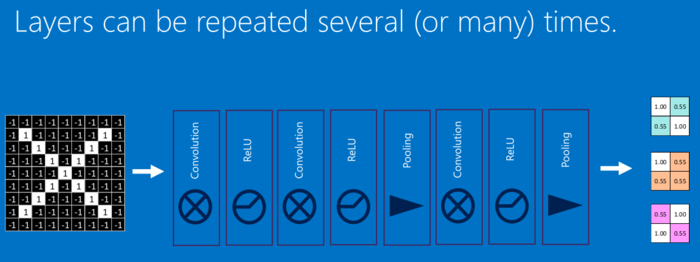 Layers can be repeated several (or many) times.
-1 -1 -1 -1 -1 -1 -1 -1 -1
-1 1 -1 -1 -1 -1 -1 1 -1
-1 -1 1 -1 -1 -1 1 -1 -1
-1 -1 -1 1 -1 1 -1 -1 -1
-1 -1 -1 -1 1 -1 -1 -1 -1
-1 -1 -1 1 -1 1 -1 -1 -1
-1 -1 1 -1 -1 -1 1 -1 -1
-1 1 -1 -1 -1 -1 -1 1 -1
-1 -1 -1 -1 -1 -1 -1 -1 -1
Convolution
ReLU
Convolution
ReLU
Pooling
Convolution
ReLU
Pooling
1.00 0.55
0.55 1.00
1.00 0.55
0.55 0.55
0.55 1.00
1.00 0.55